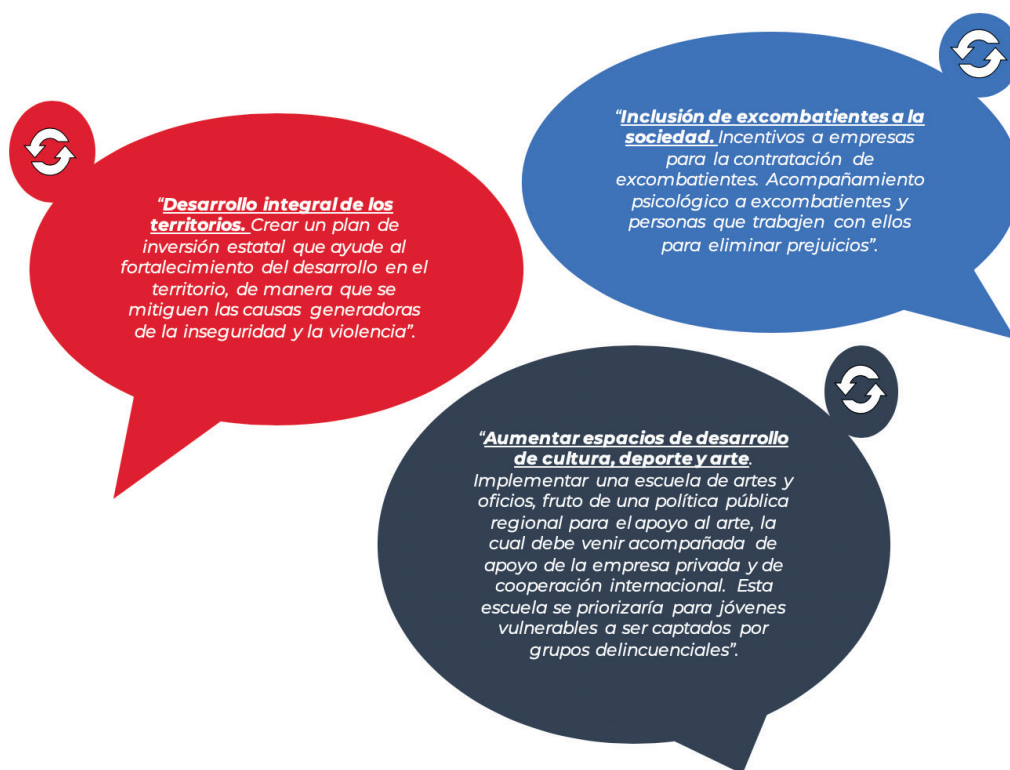 “Desarrollo integral de los
territorios. Crear un plan de
inversión estatal que ayude al
fortalecimiento del desarrollo en el
territorio, de manera que se
mitiguen las causas generadoras
de la inseguridad y la violencia”.
“Inclusión de excombatientes a la
sociedad. Incentivos a empresas
para la contratación de
excombatientes. Acompañamiento
psicológico a excombatientes y
personas que trabajen con ellos
para eliminar prejuicios”.
“Aumentar espacios de desarrollo
de cultura, deporte y arte.
Implementar una escuela de artes y
oficios, fruto de una política pública
regional para el apoyo al arte, la
cual debe venir acompañada de
apoyo de la empresa privada y de
cooperación internacional. Esta
escuela se priorizaría para jóvenes
vulnerables a ser captados por
grupos delincuenciales”.